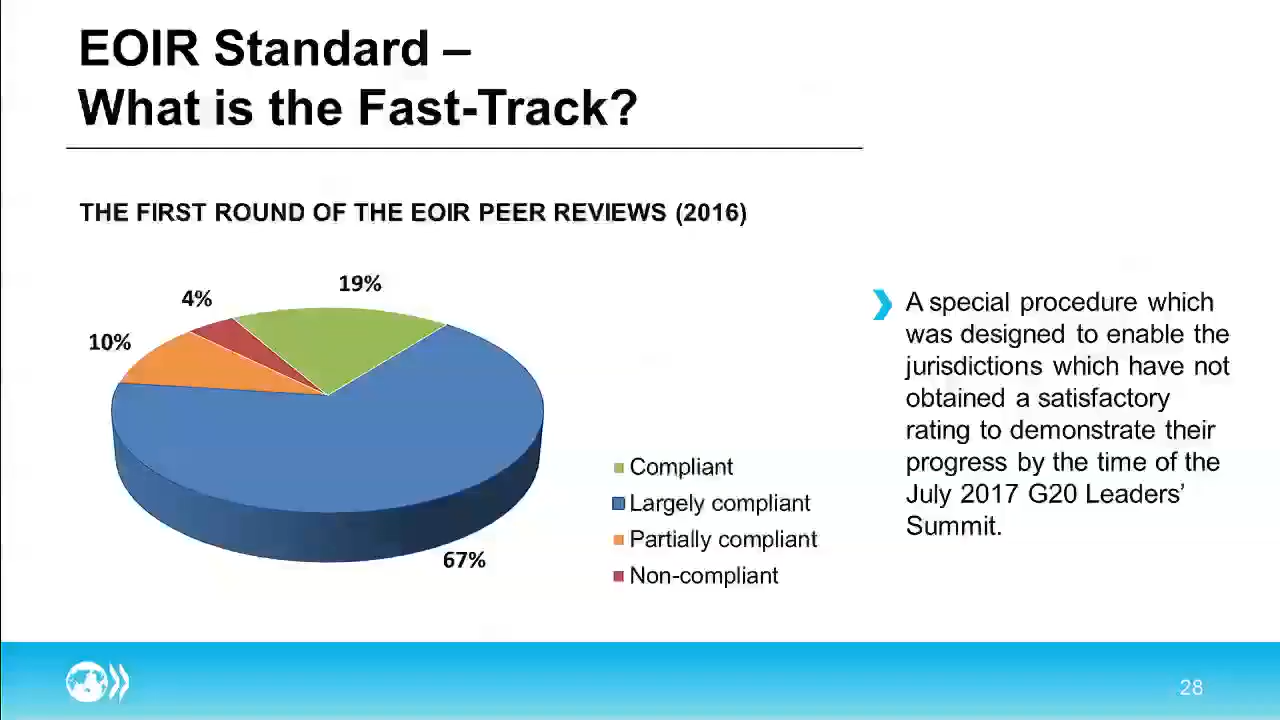 EOIR Standard –
What is the Fast-Track?
THE FIRST ROUND OF THE EOIR PEER REVIEWS (2016)
19%
4%
10%
67%
Compliant
Largely compliant
Partially compliant
Non-compliant
A special procedure which
was designed to enable the
jurisdictions which have not
obtained a satisfactory
rating to demonstrate their
progress by the time of the
July 2017 G20 Leaders’
Summit.
28